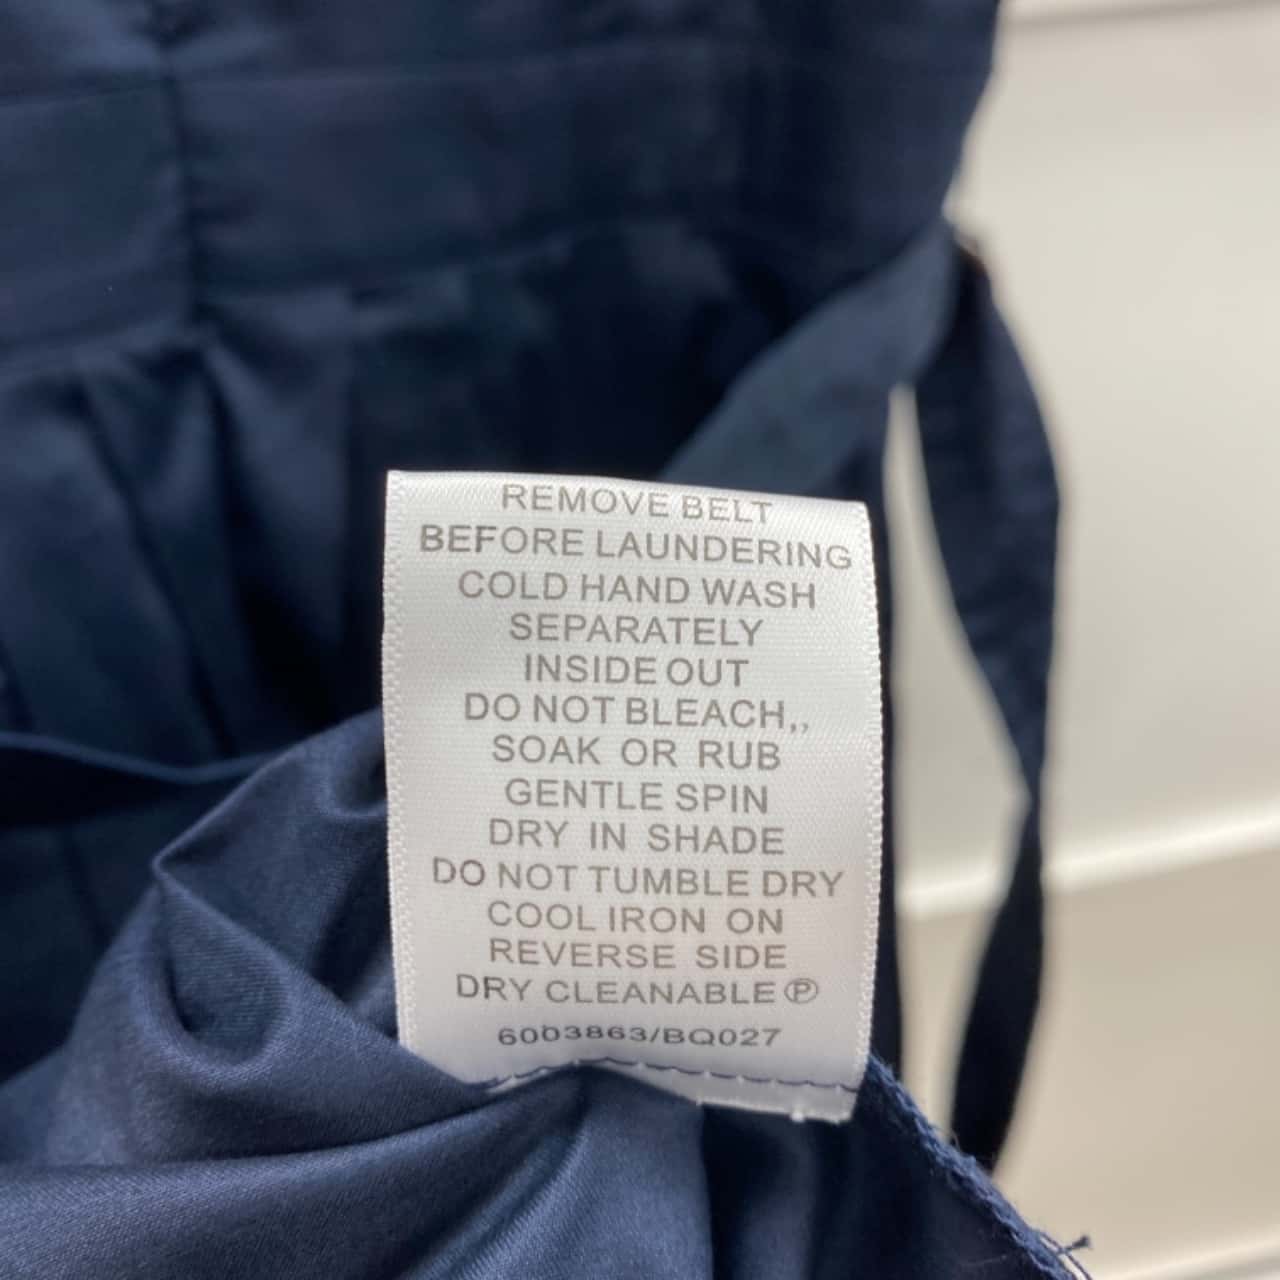 REMOVE BELT
BEFORE LAUNDERING
COLD HAND WASH
SEPARATELY
INSIDE OUT
DO NOT BLEACH,,
SOAK OR RUB
GENTLE SPIN
DRY IN SHADE
DO NOT TUMBLE DRY
COOL IRON ON
REVERSE SIDE
DRY CLEANABLE Ⓟ
6003863/BQ027